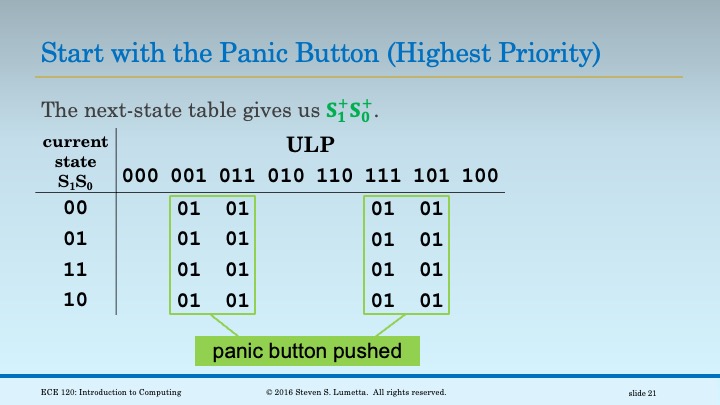 Start with the Panic Button (Highest Priority)
The next-state table gives us S₁⁺S₀⁺.
current
state
S₁S₀
ULP
000 001 011 010 110 111 101 100
00 01 01 01 01
01 01 01 01 01
11 01 01 01 01
10 01 01 01 01
panic button pushed
ECE 120: Introduction to Computing © 2016 Steven S. Lumetta. All rights reserved. slide 21